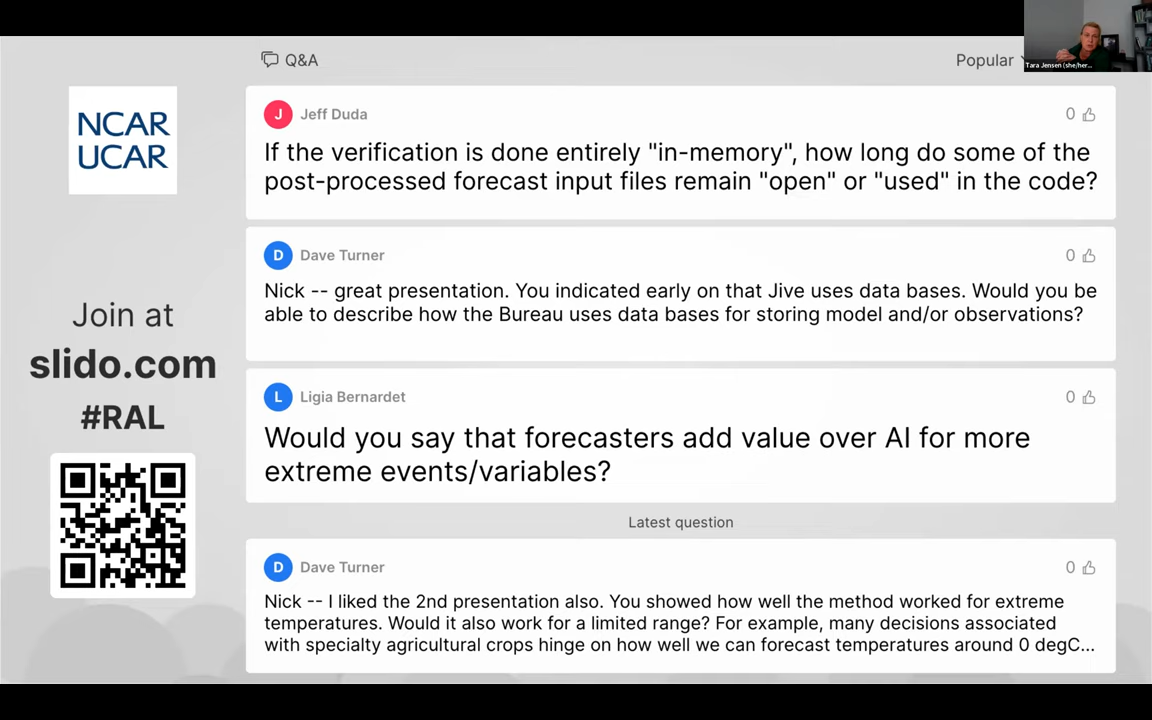 Q&A
Popular
Tara Jensen (she/her...
NCAR
UCAR
Join at
slido.com
#RAL
J Jeff Duda 0
If the verification is done entirely "in-memory", how long do some of the
post-processed forecast input files remain "open" or "used" in the code?
D Dave Turner 0
Nick -- great presentation. You indicated early on that Jive uses data bases. Would you be
able to describe how the Bureau uses data bases for storing model and/or observations?
L Ligia Bernardet 0
Would you say that forecasters add value over AI for more
extreme events/variables?
Latest question
D Dave Turner 0
Nick -- I liked the 2nd presentation also. You showed how well the method worked for extreme
temperatures. Would it also work for a limited range? For example, many decisions associated
with specialty agricultural crops hinge on how well we can forecast temperatures around 0 degC...